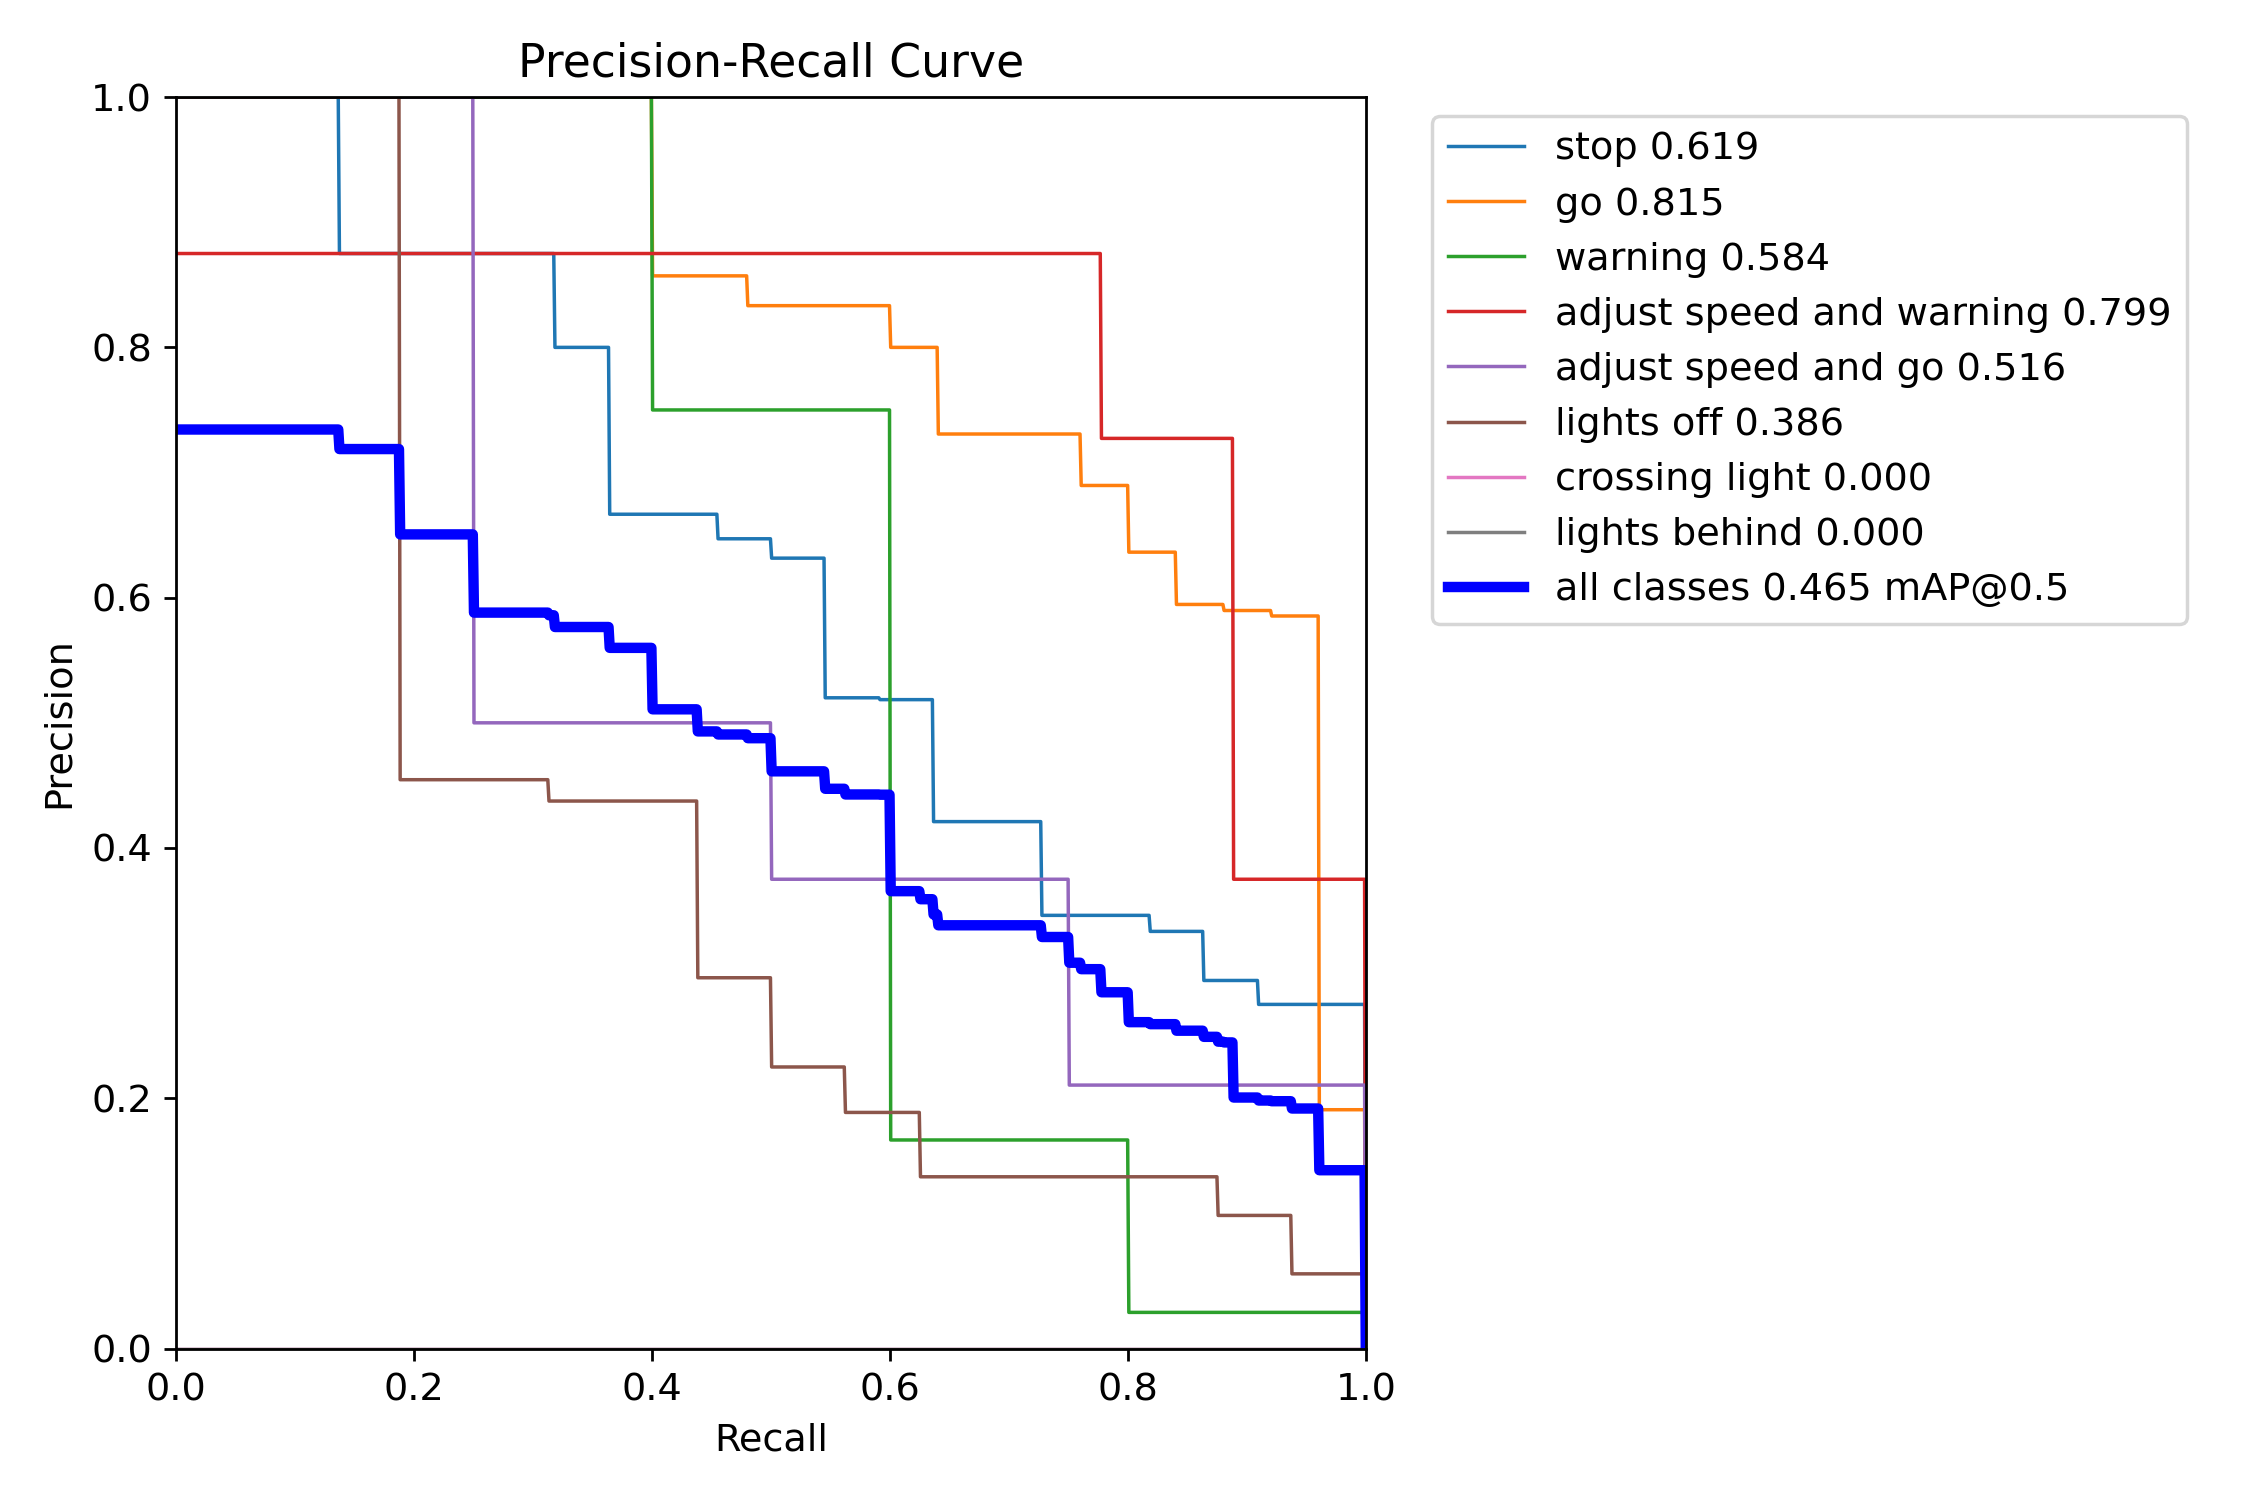 Precision-Recall Curve
1.0
0.8
0.6
0.4
0.2
0.0
Precision
0.0 0.2 0.4 0.6 0.8 1.0
Recall
stop 0.619
go 0.815
warning 0.584
adjust speed and warning 0.799
adjust speed and go 0.516
lights off 0.386
crossing light 0.000
lights behind 0.000
all classes 0.465 mAP@0.5